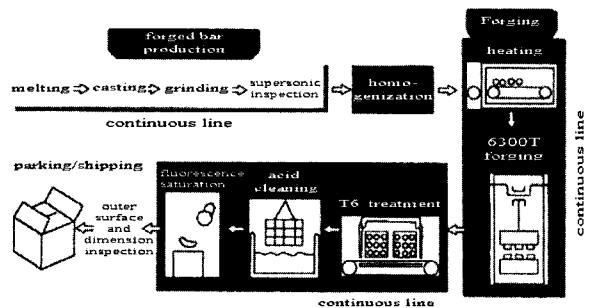 forged bar
production
melting casting grinding supersonic
inspection
continuous line
homo-
genization
Forging
heating
6300T
forging
continuous line
T6 treatment
acid
cleaning
fluorescence
saturation
continuous line
outer
surface
and
dimension
inspection
parking/shipping